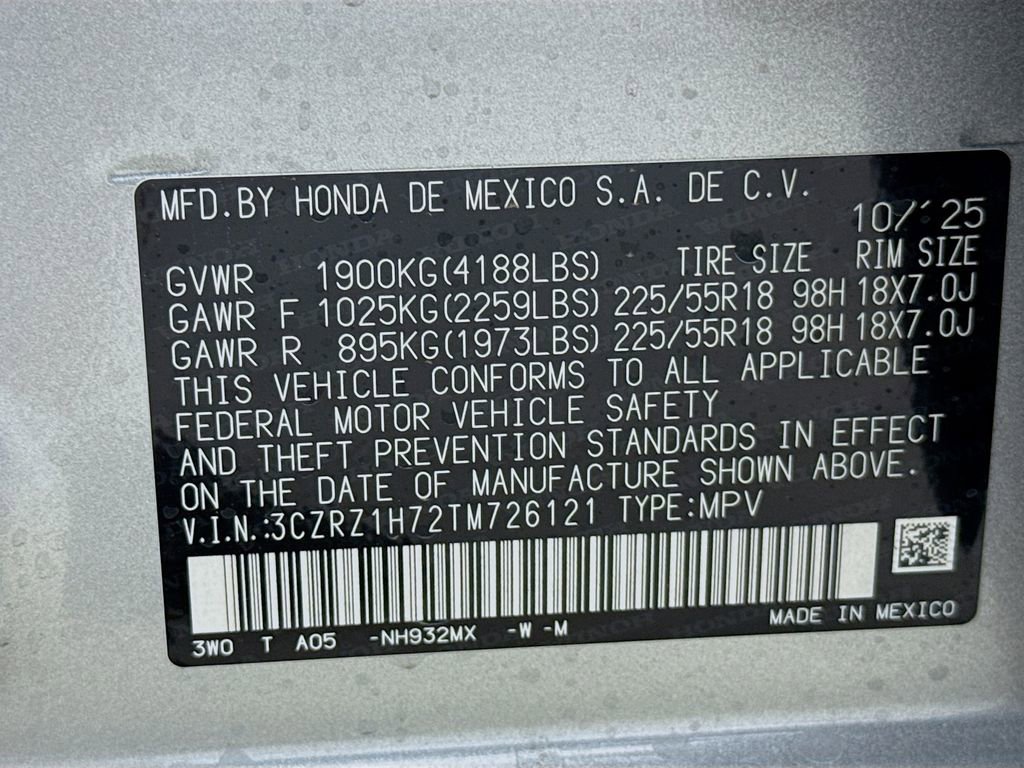 MFD.BY HONDA DE MEXICO S.A. DE C.V.
10/'25
GVWR 1900KG(4188LBS) TIRE SIZE RIM SIZE
GAWR F 1025KG(2259LBS) 225/55R18 98H 18X7.0J
GAWR R 895KG(1973LBS) 225/55R18 98H 18X7.0J
THIS VEHICLE CONFORMS TO ALL APPLICABLE
FEDERAL MOTOR VEHICLE SAFETY
AND THEFT PREVENTION STANDARDS IN EFFECT
ON THE DATE OF MANUFACTURE SHOWN ABOVE.
V.I.N.:3CZRZ1H72TM726121 TYPE:MPV
3W0 T A05 -NH932MX -W -M MADE IN MEXICO